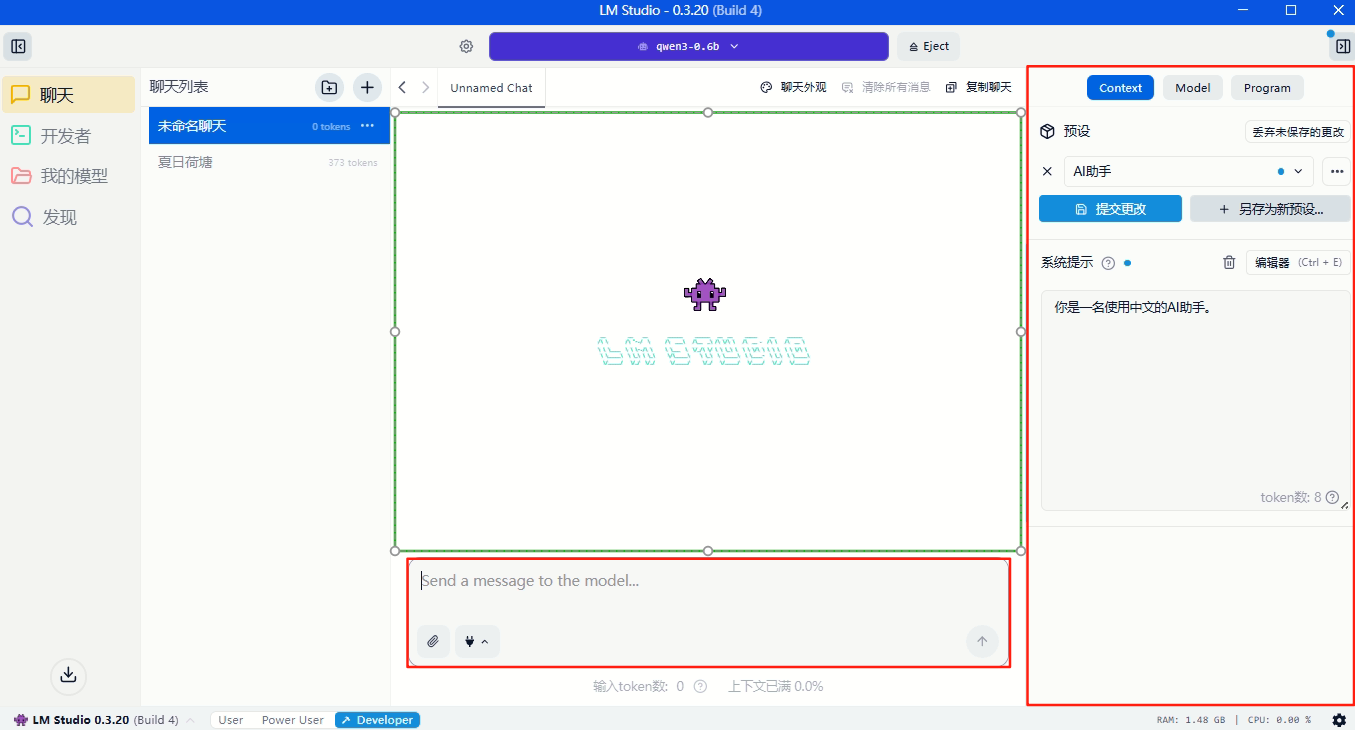 LM Studio - 0.3.20 (Build 4)
qwen3-0.6b
Eject
聊天
开发者
我的模型
发现
聊天列表
未命名聊天 0 tokens
夏日荷塘 373 tokens
Unnamed Chat
聊天外观 清除所有消息 复制聊天
LM STUDIO
Send a message to the model...
输入token数: 0 上下文已满 0.0%
Context Model Program
预设 丢弃未保存的更改
AI助手
提交更改 + 另存为新预设...
系统提示 编辑器 (Ctrl + E)
你是一名使用中文的AI助手。
token数: 8
LM Studio 0.3.20 (Build 4) User Power User Developer
RAM: 1.48 GB | CPU: 0.00 %